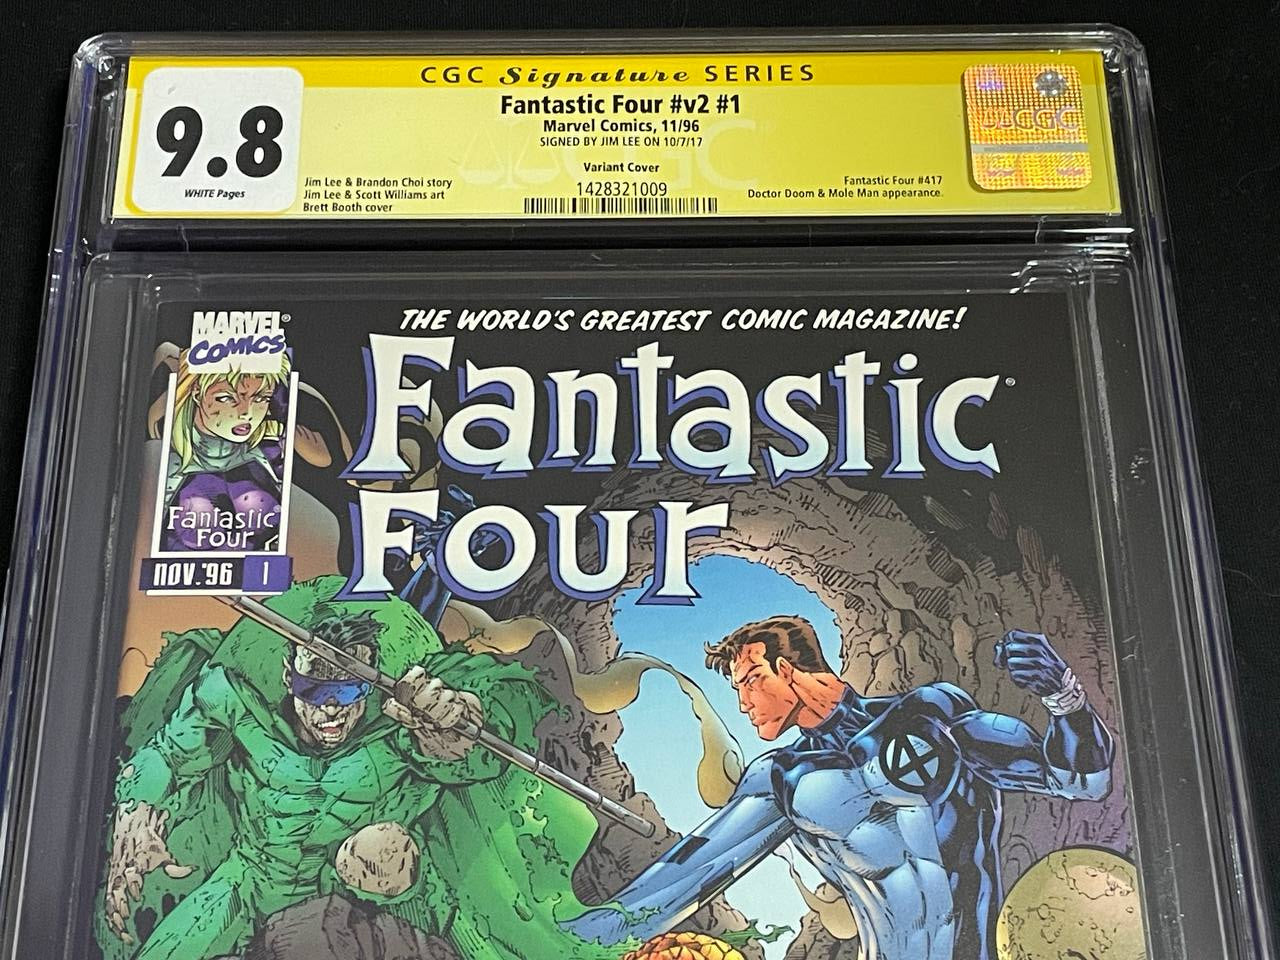 CGC Signature SERIES
Fantastic Four #v2 #1
Marvel Comics, 11/96
SIGNED BY JIM LEE ON 10/7/17
Variant Cover
1428321009
9.8
WHITE Pages
Jim Lee & Brandon Choi story
Jim Lee & Scott Williams art
Brett Booth cover
Fantastic Four #417
Doctor Doom & Mole Man appearance.
CGC
CGC
MARVEL®
COMICS
Fantastic
Four
NOV. '96 1
THE WORLD'S GREATEST COMIC MAGAZINE!
Fantastic®
Four
4